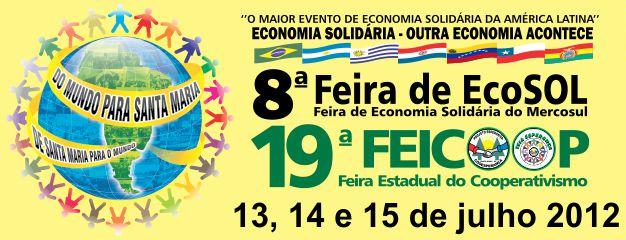 "O MAIOR EVENTO DE ECONOMIA SOLIDÁRIA DA AMÉRICA LATINA"
ECONOMIA SOLIDÁRIA - OUTRA ECONOMIA ACONTECE
DO MUNDO PARA SANTA MARIA
DE SANTA MARIA PARA O MUNDO
8ª Feira de EcoSOL
Feira de Economia Solidária do Mercosul
19ª FEICOOP
Feira Estadual do Cooperativismo
13, 14 e 15 de julho 2012